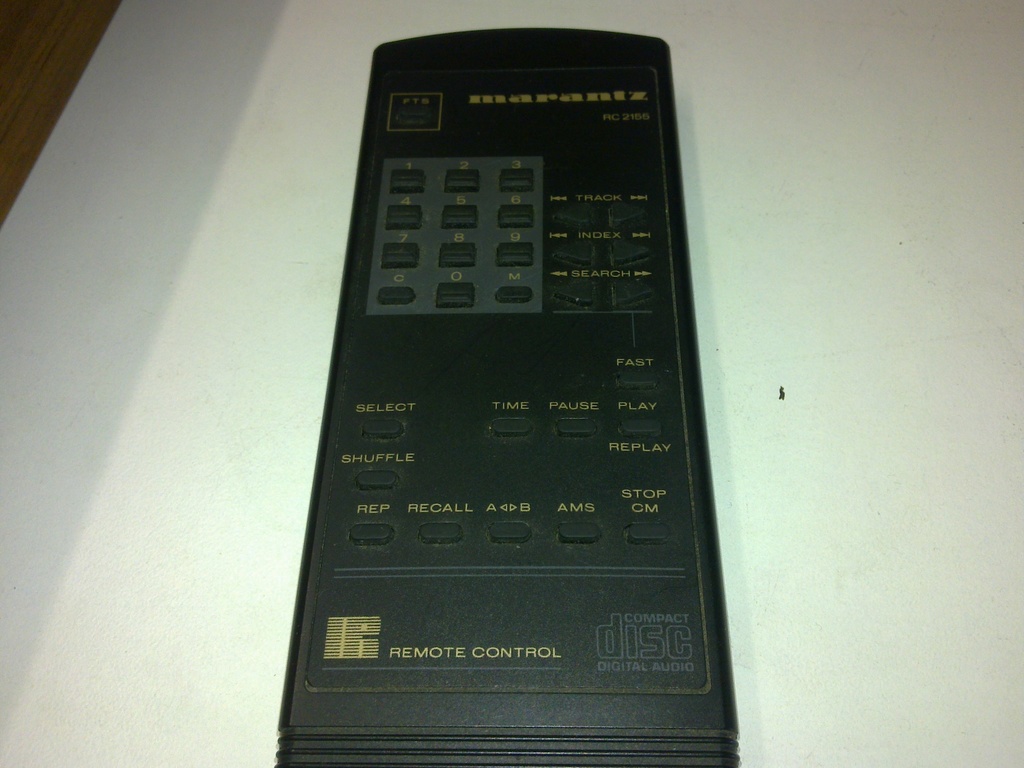 FTS
marantz
RC 2155
1 2 3
4 5 6
7 8 9
C 0 M
TRACK
INDEX
SEARCH
FAST
SELECT TIME PAUSE PLAY
REPLAY
SHUFFLE
STOP
REP RECALL A◁▷B AMS CM
REMOTE CONTROL
COMPACT
disc
DIGITAL AUDIO